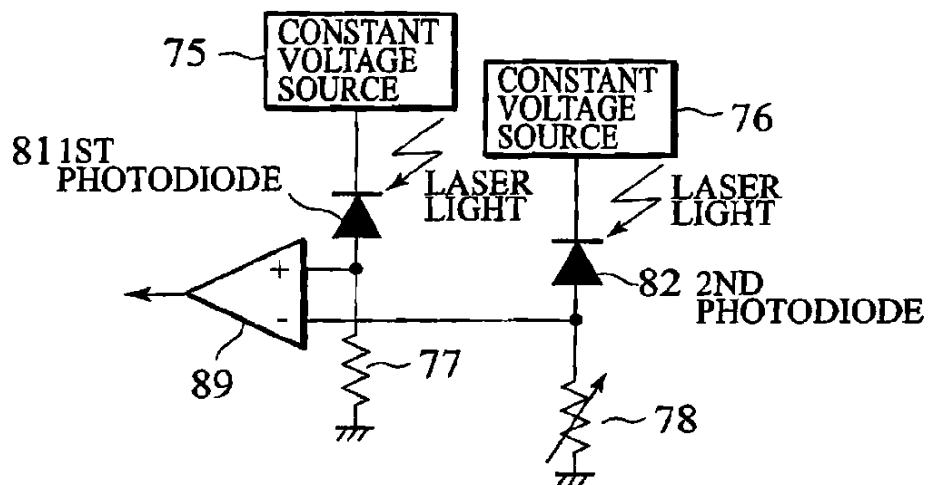 75
CONSTANT
VOLTAGE
SOURCE
CONSTANT
VOLTAGE
SOURCE
76
81 1ST
PHOTODIODE
LASER
LIGHT
LASER
LIGHT
+
-
82 2ND
PHOTODIODE
89
77
78